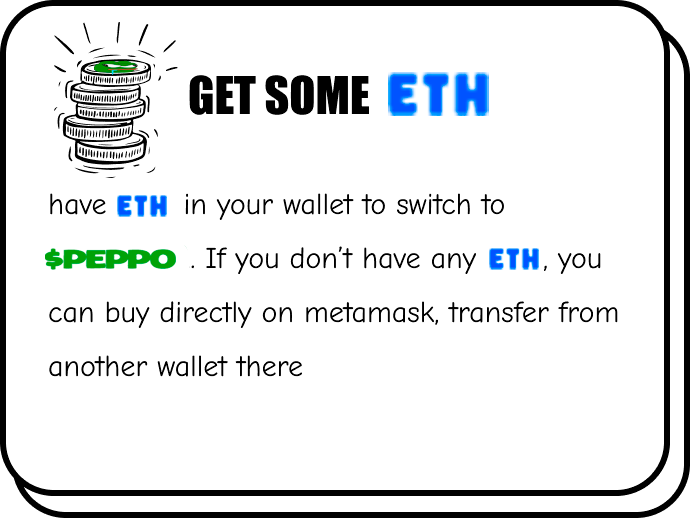 GET SOME ETH
have ETH in your wallet to switch to
$PEPPO . If you don't have any ETH, you
can buy directly on metamask, transfer from
another wallet there